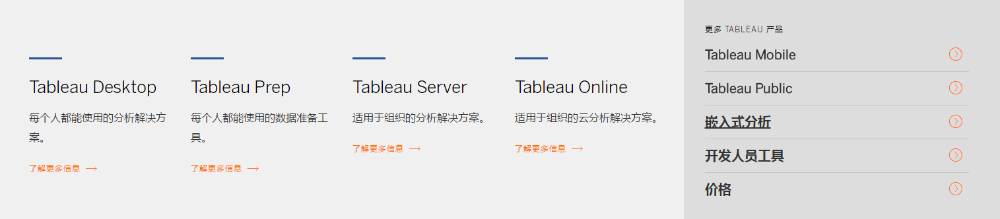 Tableau Desktop
每个人都能使用的分析解决方
案。
了解更多信息
Tableau Prep
每个人都能使用的数据准备工
具。
了解更多信息
Tableau Server
适用于组织的分析解决方案。
了解更多信息
Tableau Online
适用于组织的云分析解决方案。
了解更多信息
更多 TABLEAU 产品
Tableau Mobile
Tableau Public
嵌入式分析
开发人员工具
价格